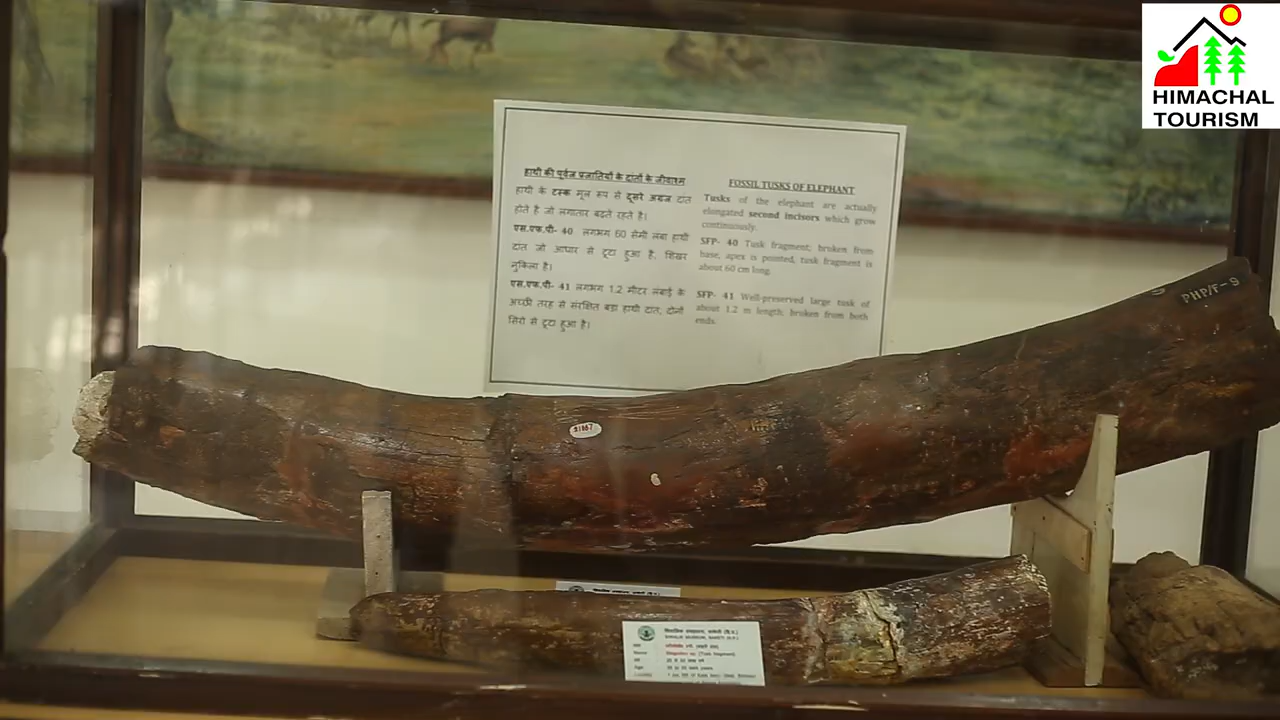 HIMACHAL
TOURISM
हाथी की पूर्वज प्रजातियों के दांतों के जीवाश्म
हाथी के टस्क मूल रूप से दूसरे अग्रज दांत
होते है जो लगातार बढ़ते रहते है।
एस.एफ.पी- 40 लगभग 60 सेंमी लंबा हाथी
दांत जो आधार से टूटा हुआ है, शिखर
नुकिला है।
एस.एफ.पी- 41 लगभग 1.2 मीटर लंबाई के
अच्छी तरह से संरक्षित बड़ा हाथी दांत, दोनों
सिरों से टूटा हुआ है।
FOSSIL TUSKS OF ELEPHANT
Tusks of the elephant are actually
elongated second incisors which grow
continuously.
SFP- 40 Tusk fragment; broken from
base, apex is pointed, tusk fragment is
about 60 cm long.
SFP- 41 Well-preserved large tusk of
about 1.2 m length, broken from both
ends.
PHP/F-9
Name
Age